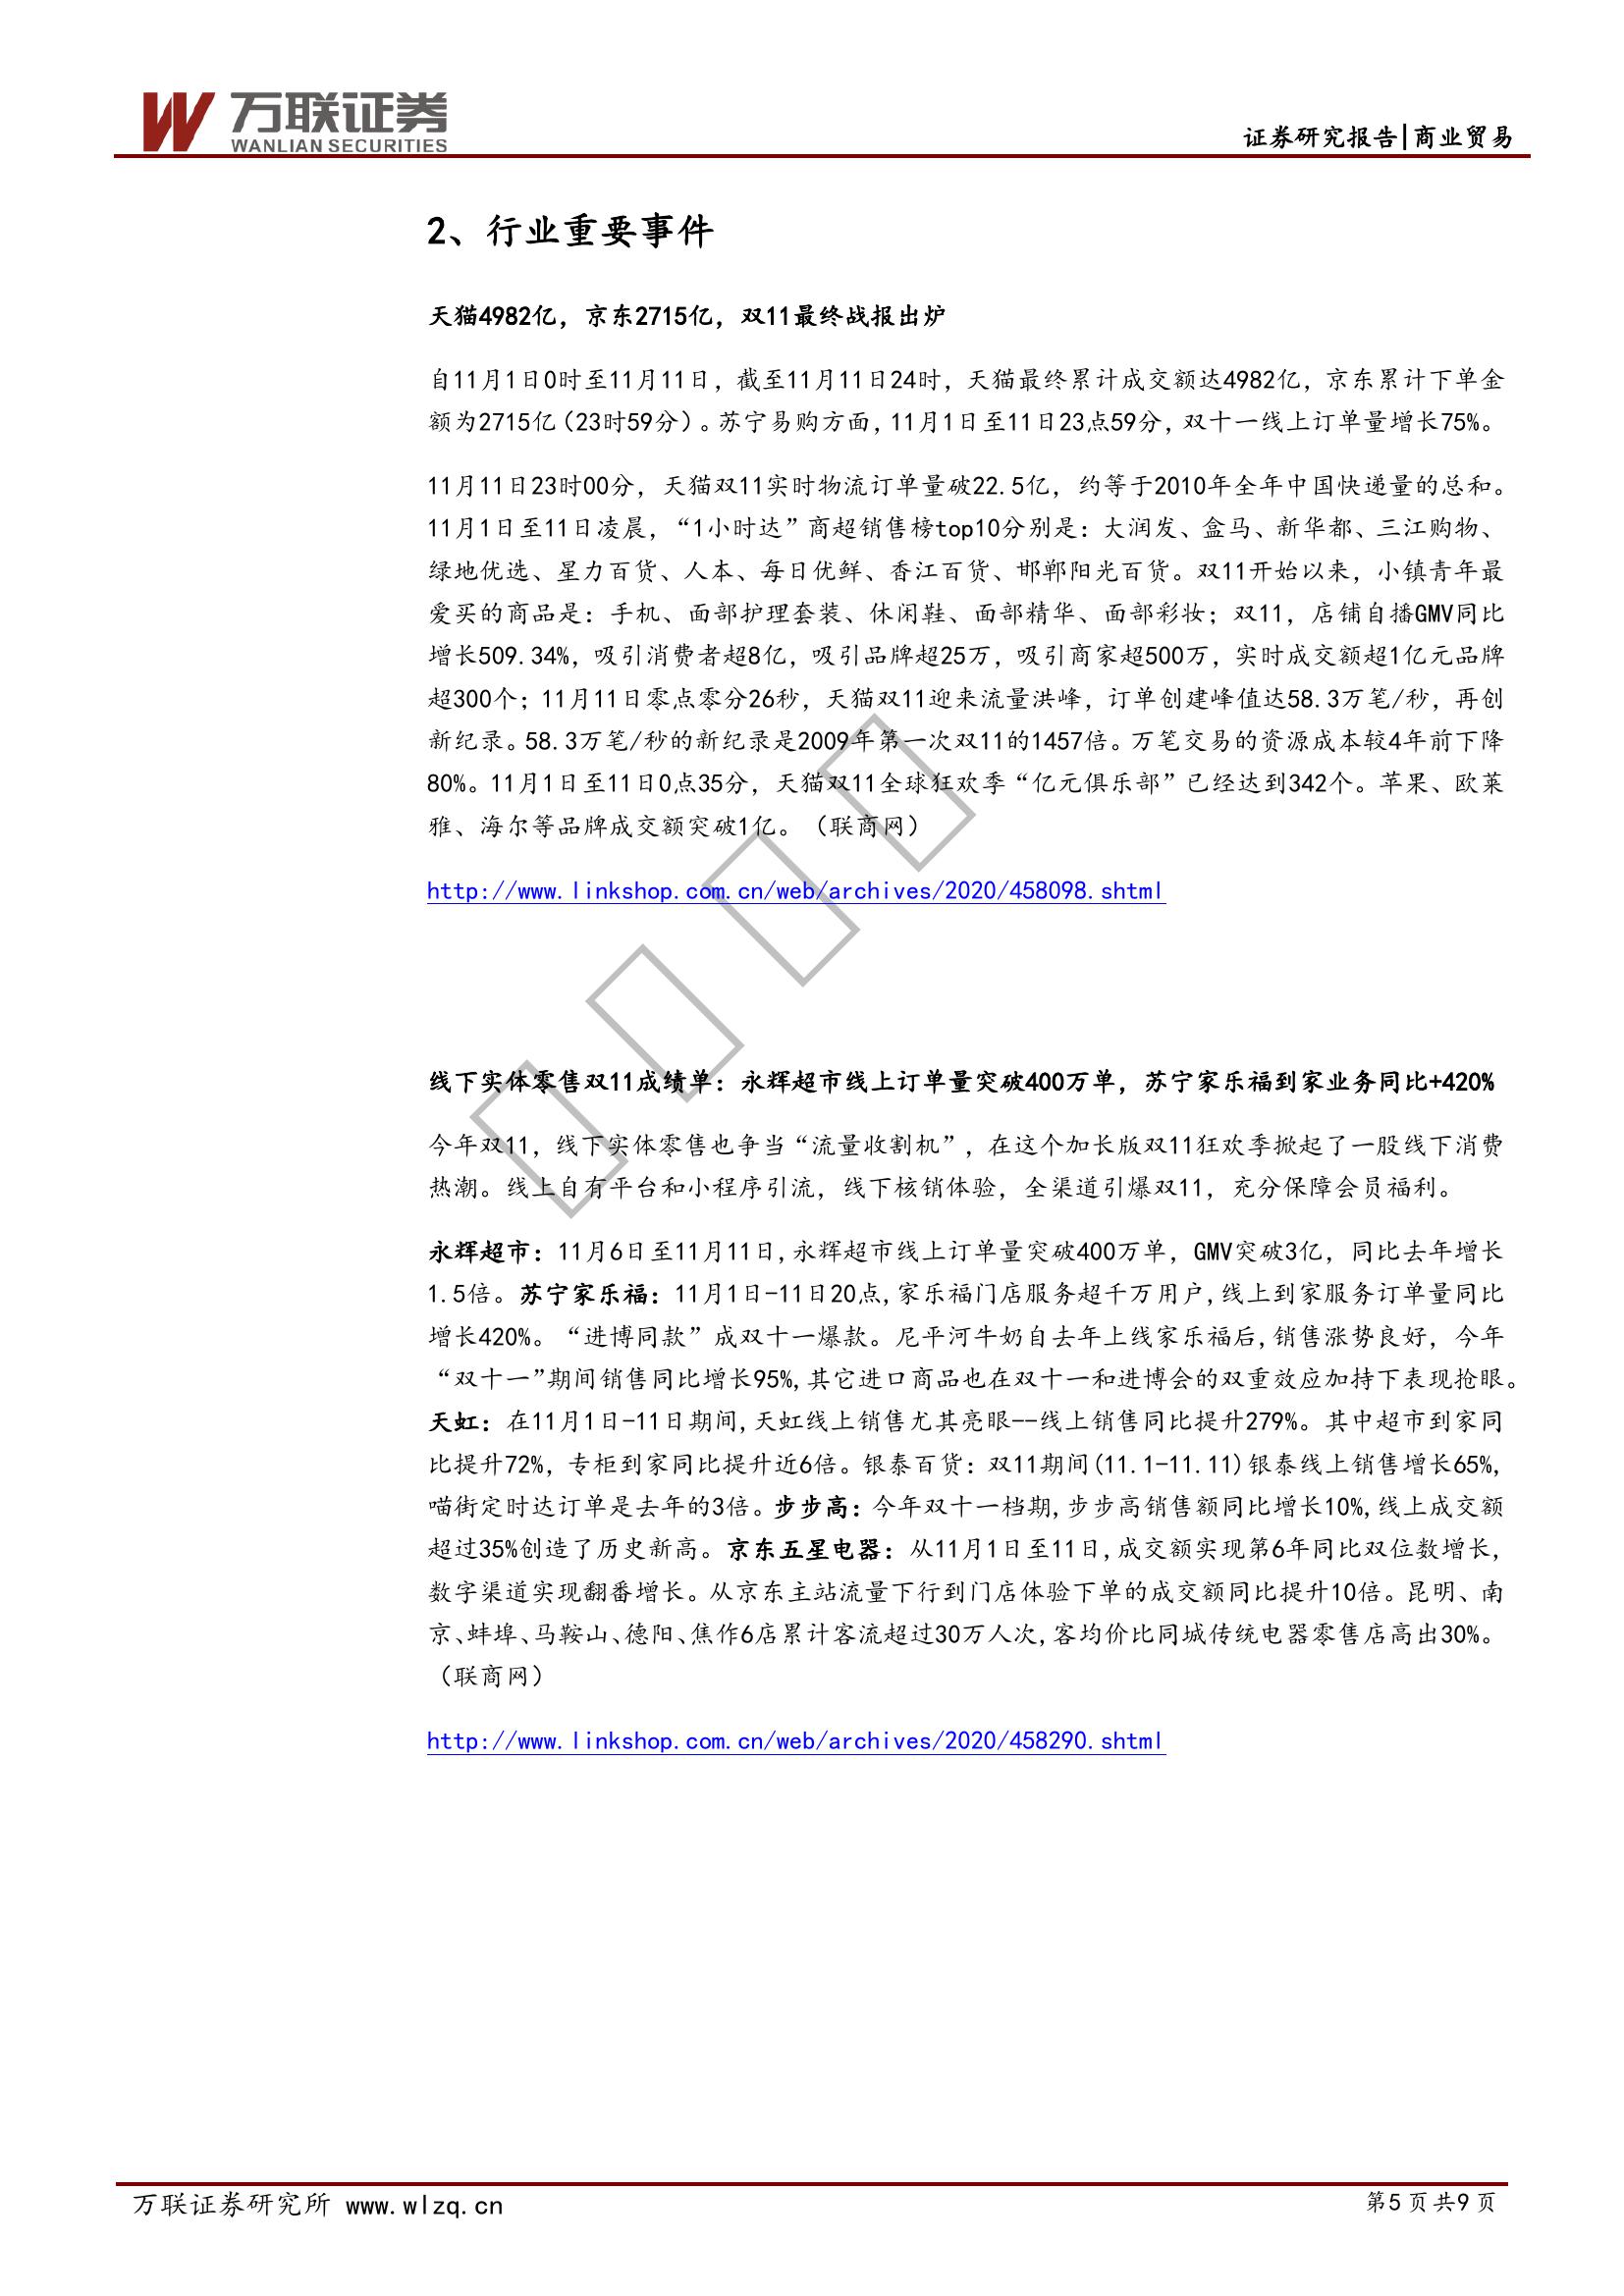 万联证券
WANLIAN SECURITIES
证券研究报告|商业贸易
2、行业重要事件
天猫4982亿，京东2715亿，双11最终战报出炉
自11月1日0时至11月11日，截至11月11日24时，天猫最终累计成交额达4982亿，京东累计下单金
额为2715亿（23时59分）。苏宁易购方面，11月1日至11日23点59分，双十一线上订单量增长75%。
11月11日23时00分，天猫双11实时物流订单量破22.5亿，约等于2010年全年中国快递量的总和。
11月1日至11日凌晨，“1小时达”商超销售榜top10分别是：大润发、盒马、新华都、三江购物、
绿地优选、星力百货、人本、每日优鲜、香江百货、邯郸阳光百货。双11开始以来，小镇青年最
爱买的商品是：手机、面部护理套装、休闲鞋、面部精华、面部彩妆；双11，店铺自播GMV同比
增长509.34%，吸引消费者超8亿，吸引品牌超25万，吸引商家超500万，实时成交额超1亿元品牌
超300个；11月11日零点零分26秒，天猫双11迎来流量洪峰，订单创建峰值达58.3万笔/秒，再创
新纪录。58.3万笔/秒的新纪录是2009年第一次双11的1457倍。万笔交易的资源成本较4年前下降
80%。11月1日至11日0点35分，天猫双11全球狂欢季“亿元俱乐部”已经达到342个。苹果、欧莱
雅、海尔等品牌成交额突破1亿。（联商网）
http://www.linkshop.com.cn/web/archives/2020/458098.shtml
线下实体零售双11成绩单：永辉超市线上订单量突破400万单，苏宁家乐福到家业务同比+420%
今年双11，线下实体零售也争当“流量收割机”，在这个加长版双11狂欢季掀起了一股线下消费
热潮。线上自有平台和小程序引流，线下核销体验，全渠道引爆双11，充分保障会员福利。
永辉超市：11月6日至11月11日,永辉超市线上订单量突破400万单，GMV突破3亿，同比去年增长
1.5倍。苏宁家乐福：11月1日-11日20点,家乐福门店服务超千万用户,线上到家服务订单量同比
增长420%。“进博同款”成双十一爆款。尼平河牛奶自去年上线家乐福后,销售涨势良好，今年
“双十一”期间销售同比增长95%,其它进口商品也在双十一和进博会的双重效应加持下表现抢眼。
天虹：在11月1日-11日期间,天虹线上销售尤其亮眼--线上销售同比提升279%。其中超市到家同
比提升72%，专柜到家同比提升近6倍。银泰百货：双11期间(11.1-11.11)银泰线上销售增长65%,
喵街定时达订单是去年的3倍。步步高：今年双十一档期,步步高销售额同比增长10%,线上成交额
超过35%创造了历史新高。京东五星电器：从11月1日至11日,成交额实现第6年同比双位数增长,
数字渠道实现翻番增长。从京东主站流量下行到门店体验下单的成交额同比提升10倍。昆明、南
京、蚌埠、马鞍山、德阳、焦作6店累计客流超过30万人次,客均价比同城传统电器零售店高出30%。
（联商网）
http://www.linkshop.com.cn/web/archives/2020/458290.shtml
万联证券研究所 www.wlzq.cn
第5页共9页